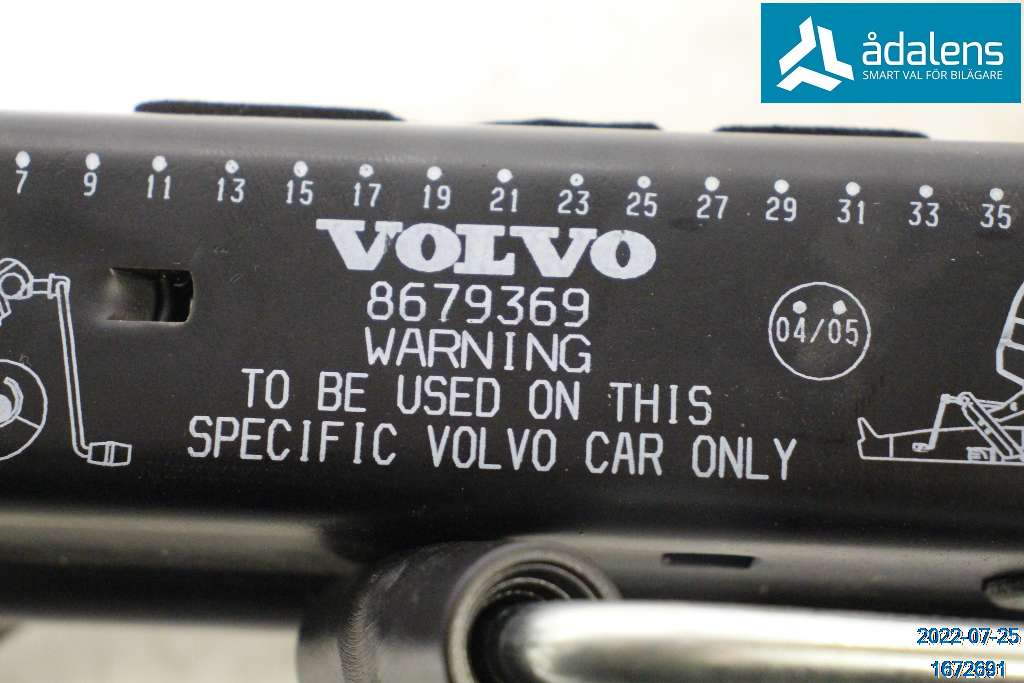 ådalens
SMART VAL FÖR BILÄGARE
7 9 11 13 15 17 19 21 23 25 27 29 31 33 35
VOLVO
8679369
04/05
WARNING
TO BE USED ON THIS
SPECIFIC VOLVO CAR ONLY
2022-07-25
1672691